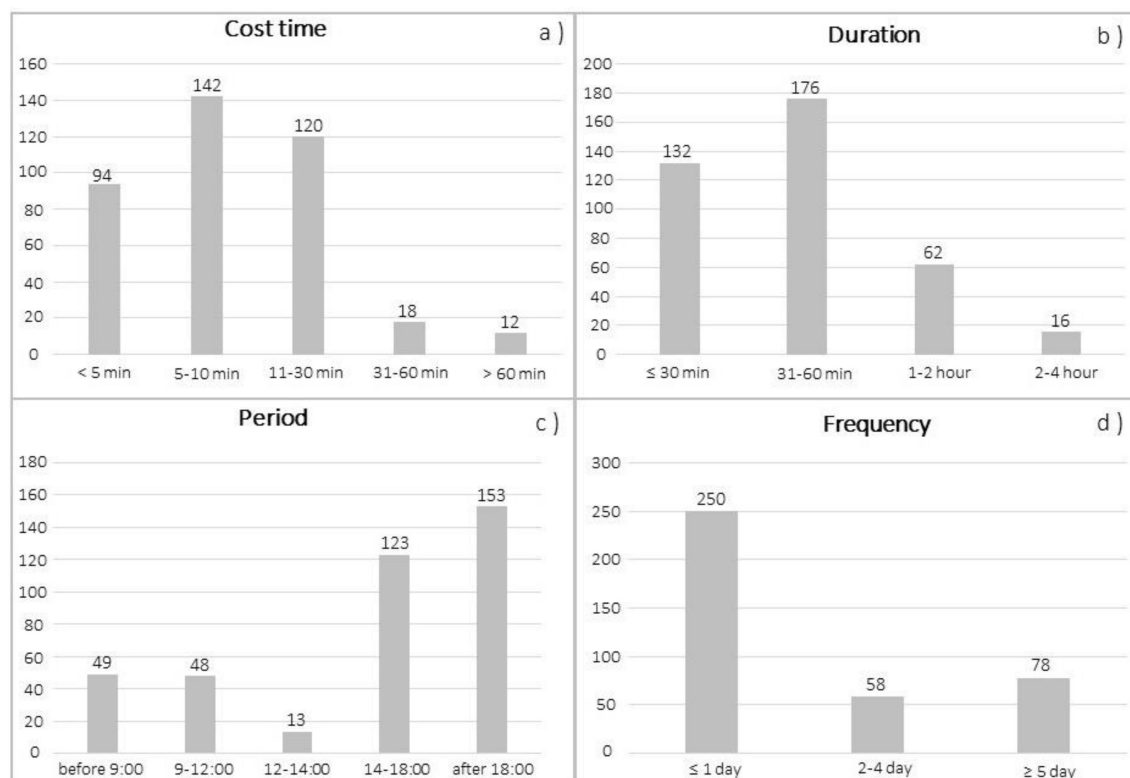 Cost time
a )
160
140
120
100
80
60
40
20
0
94
142
120
18
12
< 5 min
5-10 min
11-30 min
31-60 min
> 60 min
Duration
b )
200
180
160
140
120
100
80
60
40
20
0
132
176
62
16
≤ 30 min
31-60 min
1-2 hour
2-4 hour
Period
c )
180
160
140
120
100
80
60
40
20
0
49
48
13
123
153
before 9:00
9-12:00
12-14:00
14-18:00
after 18:00
Frequency
d )
300
250
200
150
100
50
0
250
58
78
≤ 1 day
2-4 day
≥ 5 day